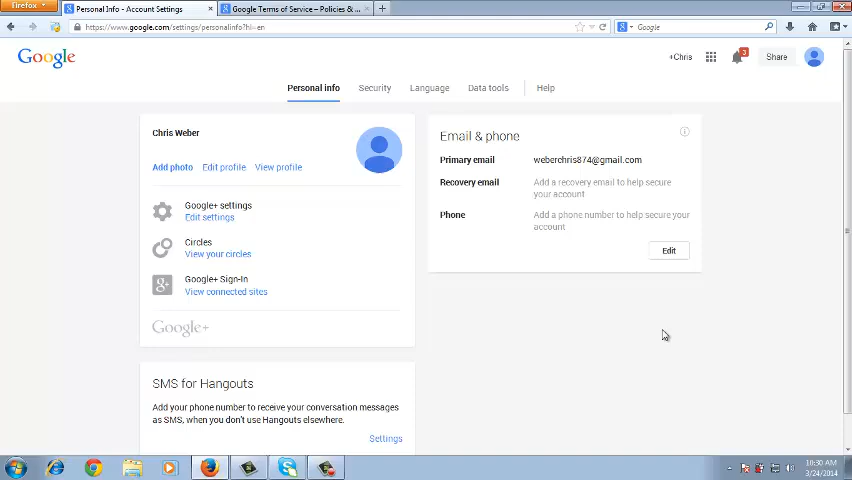 Firefox
Personal Info - Account Settings
Google Terms of Service – Policies & ...
https://www.google.com/settings/personalinfo?hl=en
Google
Google
+Chris
3
Share
Personal info
Security
Language
Data tools
Help
Chris Weber
Add photo
Edit profile
View profile
Google+ settings
Edit settings
Circles
View your circles
Google+ Sign-In
View connected sites
Google+
Email & phone
Primary email
weberchris874@gmail.com
Recovery email
Add a recovery email to help secure
your account
Phone
Add a phone number to help secure your
account
Edit
SMS for Hangouts
Add your phone number to receive your conversation messages
as SMS, when you don't use Hangouts elsewhere.
Settings
10:30 AM
3/24/2014